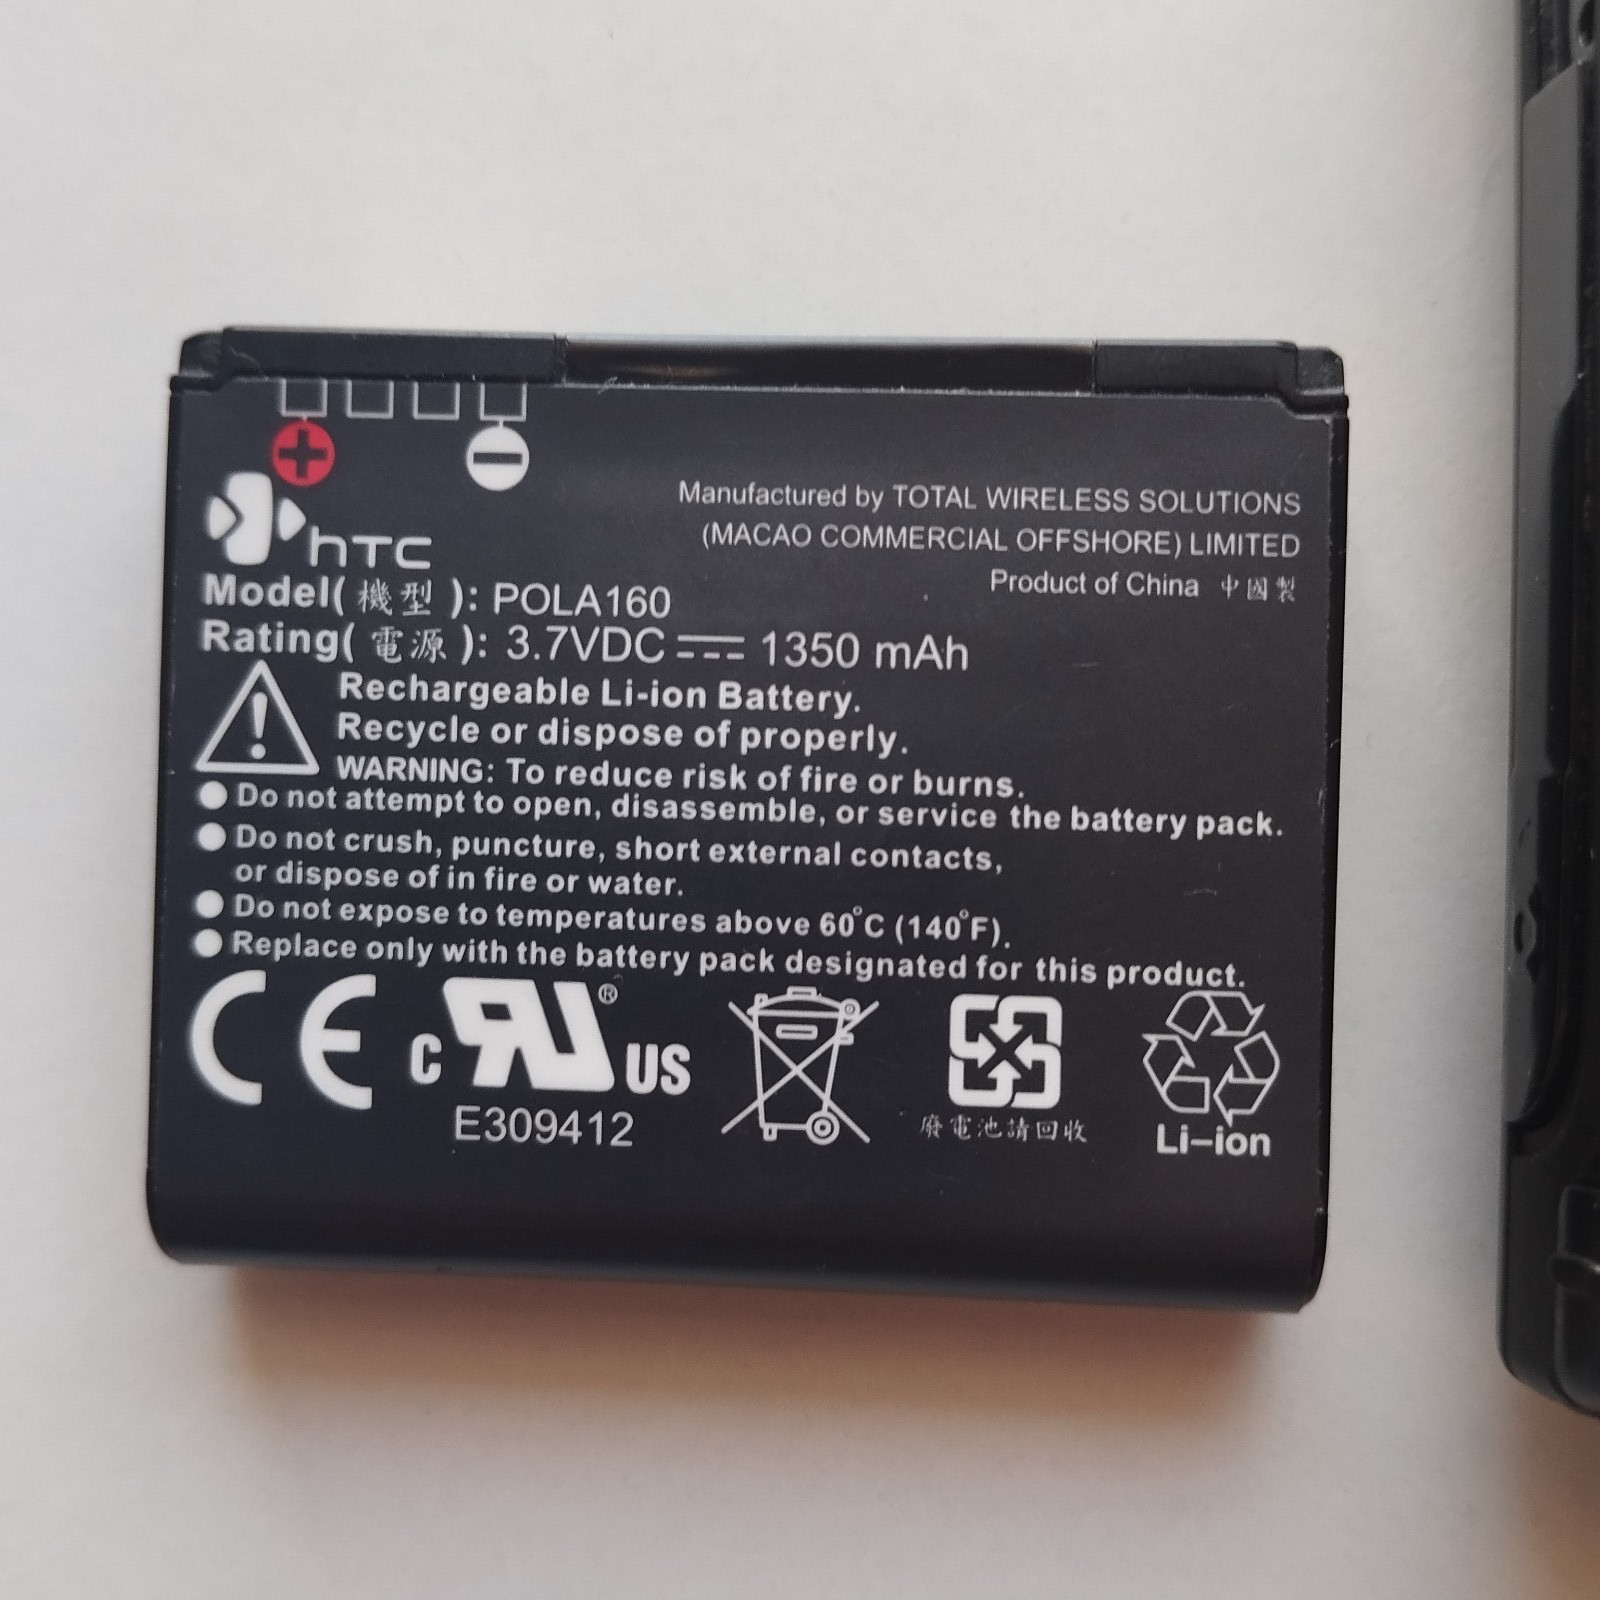 hTC
Manufactured by TOTAL WIRELESS SOLUTIONS
(MACAO COMMERCIAL OFFSHORE) LIMITED
Product of China 中國製
Model( 機型 ): POLA160
Rating( 電源 ): 3.7VDC 1350 mAh
Rechargeable Li-ion Battery.
Recycle or dispose of properly.
WARNING: To reduce risk of fire or burns.
● Do not attempt to open, disassemble, or service the battery pack.
● Do not crush, puncture, short external contacts,
or dispose of in fire or water.
● Do not expose to temperatures above 60°C (140°F).
● Replace only with the battery pack designated for this product.
CE C RU® US
E309412
廢電池請回收
Li-ion